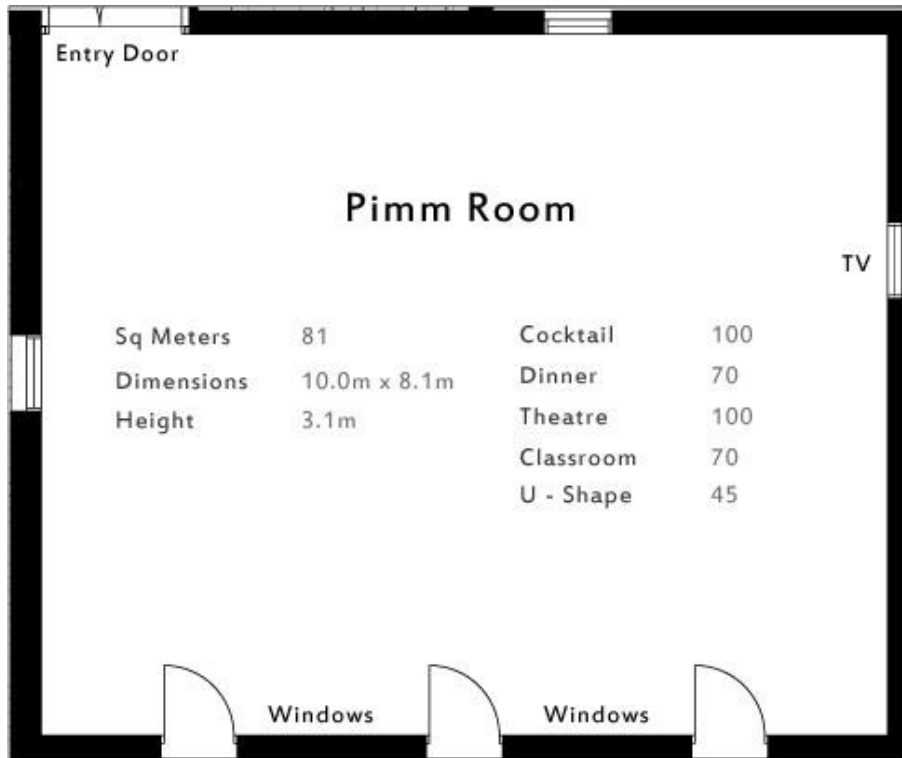 Entry Door
Pimm Room
TV
Sq Meters 81
Dimensions 10.0m x 8.1m
Height 3.1m
Cocktail 100
Dinner 70
Theatre 100
Classroom 70
U - Shape 45
Windows Windows